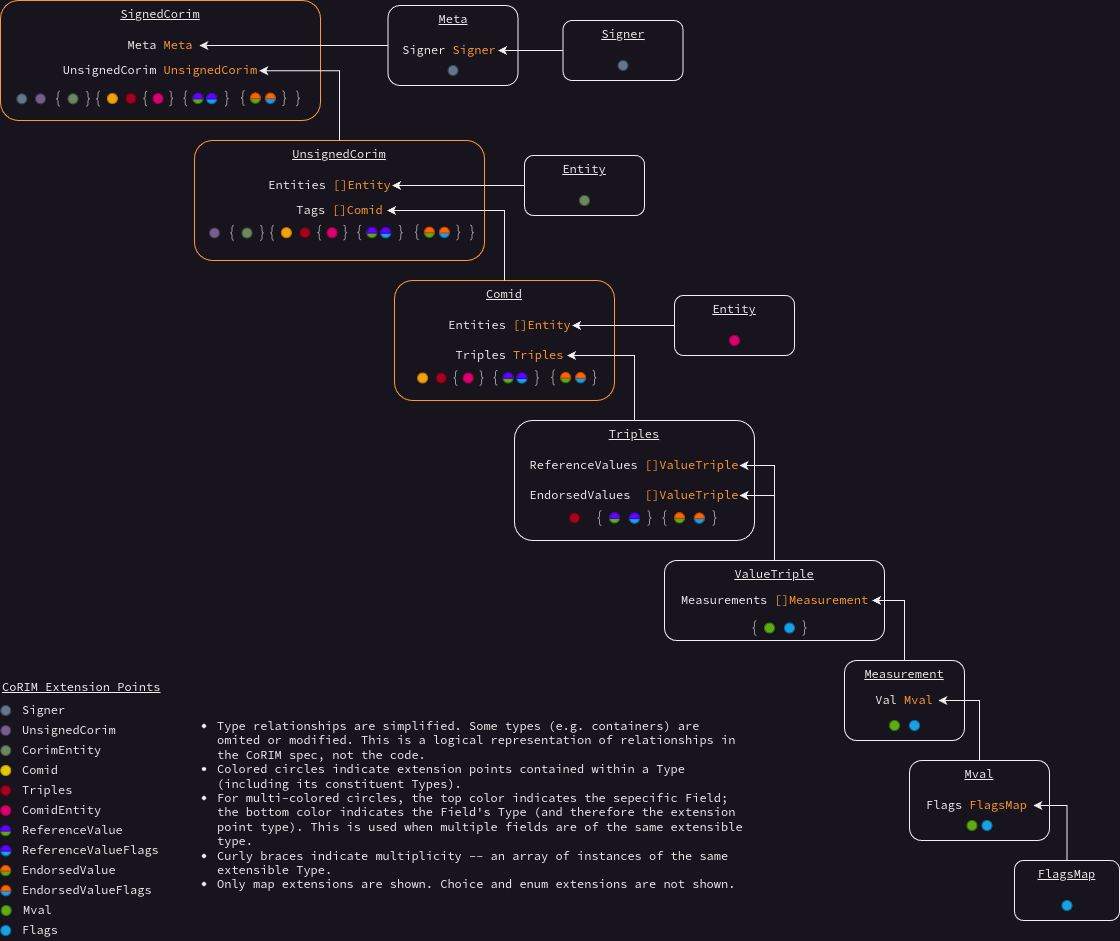 SignedCorim
Meta Meta
UnsignedCorim UnsignedCorim
{ } { { } { } { } }
Meta
Signer Signer
Signer
UnsignedCorim
Entities []Entity
Tags []Comid
{ } { { } { } { } }
Entity
Comid
Entities []Entity
Triples Triples
{ } { } { }
Entity
Triples
ReferenceValues []ValueTriple
EndorsedValues []ValueTriple
{ } { }
ValueTriple
Measurements []Measurement
{ }
Measurement
Val Mval
Mval
Flags FlagsMap
FlagsMap
CoRIM Extension Points
Signer
UnsignedCorim
CorimEntity
Comid
Triples
ComidEntity
ReferenceValue
ReferenceValueFlags
EndorsedValue
EndorsedValueFlags
Mval
Flags
• Type relationships are simplified. Some types (e.g. containers) are
omited or modified. This is a logical representation of relationships in
the CoRIM spec, not the code.
• Colored circles indicate extension points contained within a Type
(including its constituent Types).
• For multi-colored circles, the top color indicates the sepecific Field;
the bottom color indicates the Field's Type (and therefore the extension
point type). This is used when multiple fields are of the same extensible
type.
• Curly braces indicate multiplicity -- an array of instances of the same
extensible Type.
• Only map extensions are shown. Choice and enum extensions are not shown.